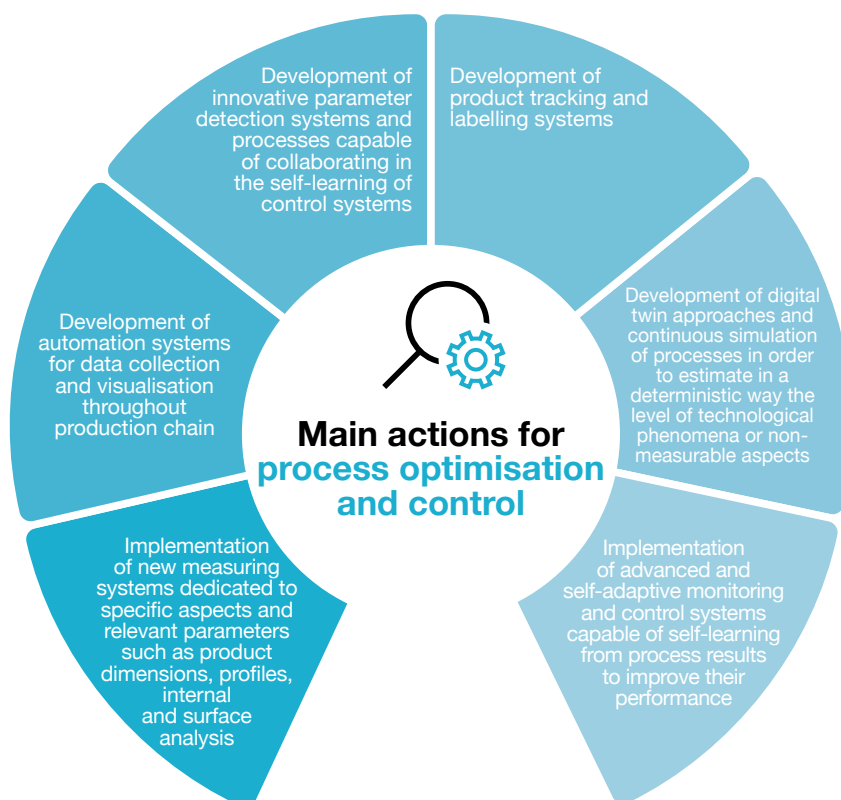 Development of
innovative parameter
detection systems and
processes capable
of collaborating in
the self-learning of
control systems
Development of
product tracking and
labelling systems
Development of
automation systems
for data collection
and visualisation
throughout
production chain
Development of digital
twin approaches and
continuous simulation
of processes in order
to estimate in a
deterministic way the
level of technological
phenomena or non-
measurable aspects
Main actions for
process optimisation
and control
Implementation
of new measuring
systems dedicated to
specific aspects and
relevant parameters
such as product
dimensions, profiles,
internal
and surface
analysis
Implementation
of advanced and
self-adaptive monitoring
and control systems
capable of self-learning
from process results
to improve their
performance